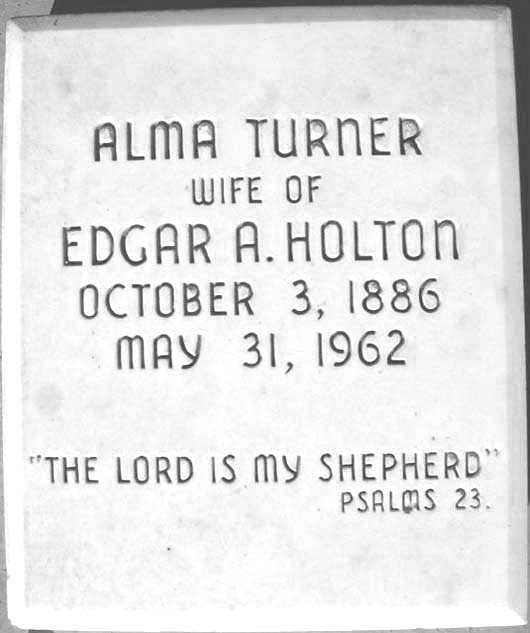 ALMA TURNER
WIFE OF
EDGAR A. HOLTON
OCTOBER 3, 1886
MAY 31, 1962
"THE LORD IS MY SHEPHERD"
PSALMS 23.